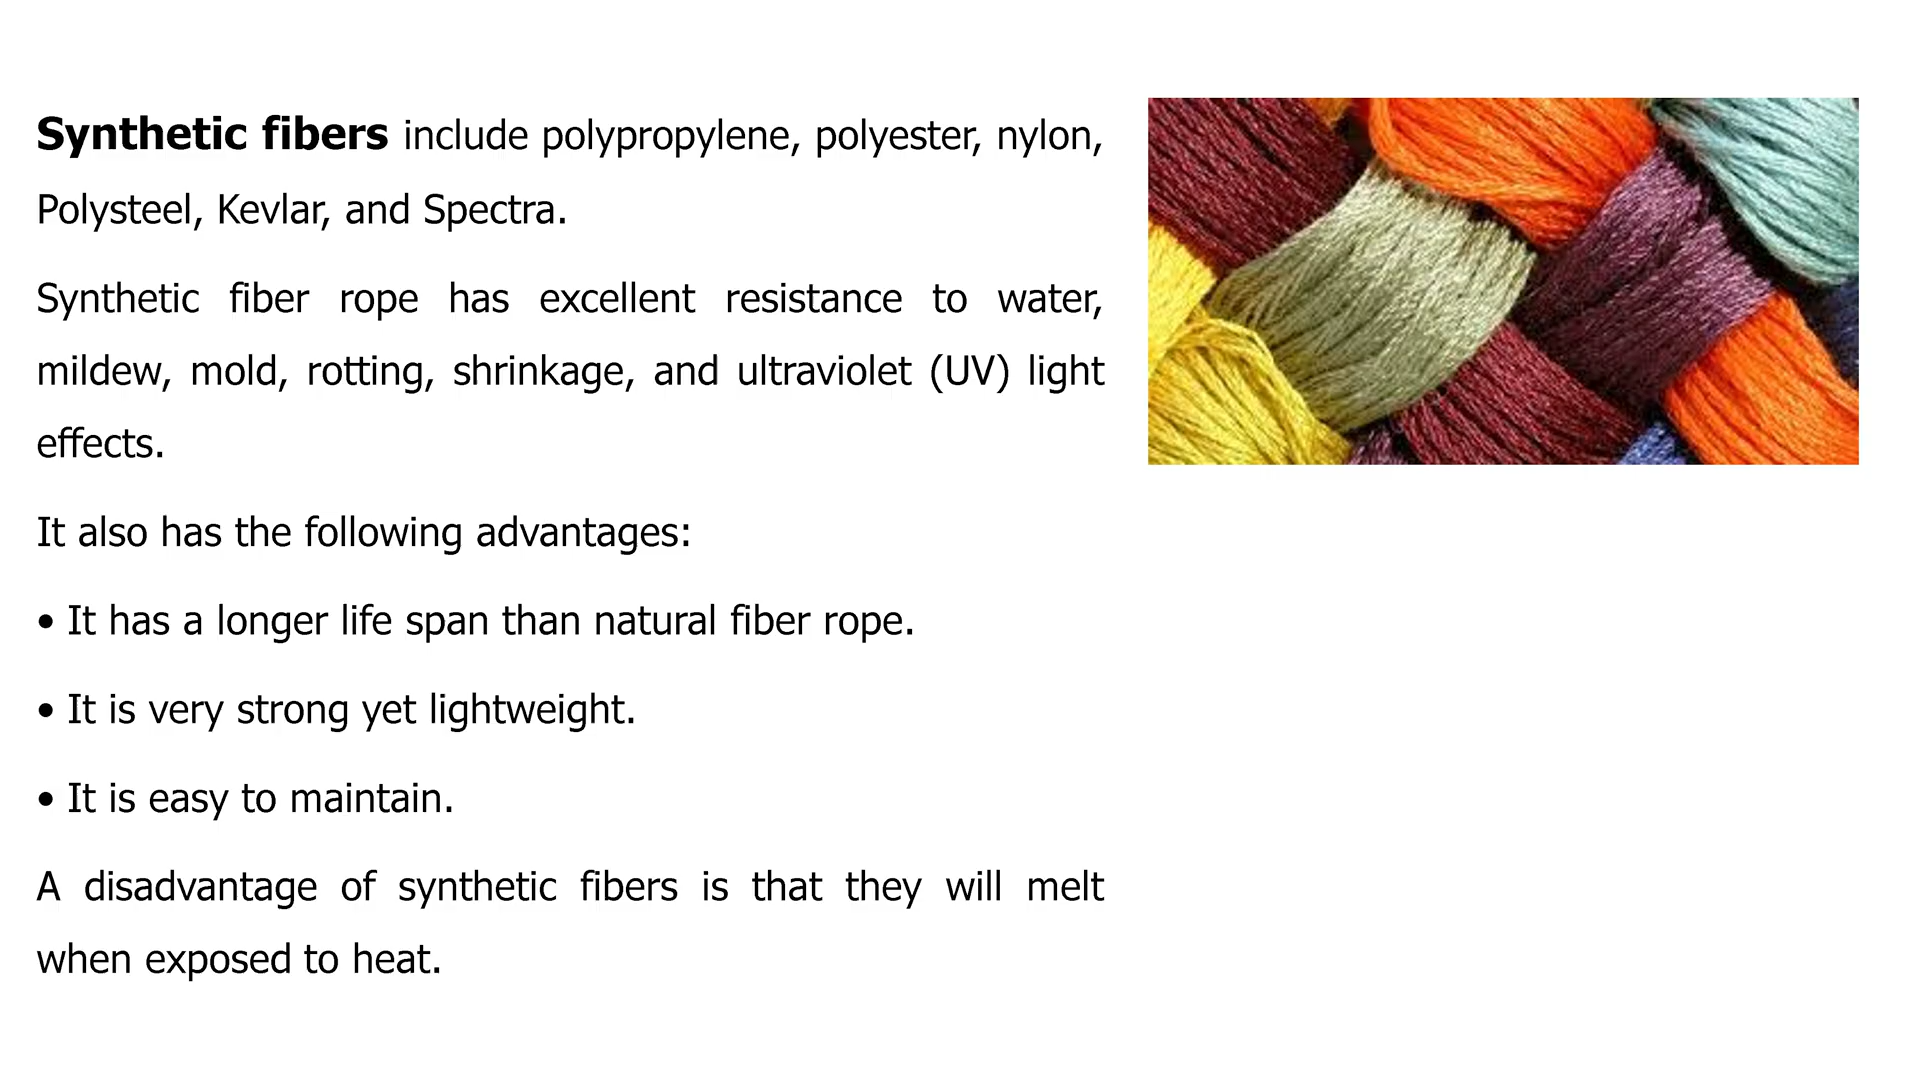 Synthetic fibers include polypropylene, polyester, nylon,
Polysteel, Kevlar, and Spectra.
Synthetic fiber rope has excellent resistance to water,
mildew, mold, rotting, shrinkage, and ultraviolet (UV) light
effects.
It also has the following advantages:
• It has a longer life span than natural fiber rope.
• It is very strong yet lightweight.
• It is easy to maintain.
A disadvantage of synthetic fibers is that they will melt
when exposed to heat.